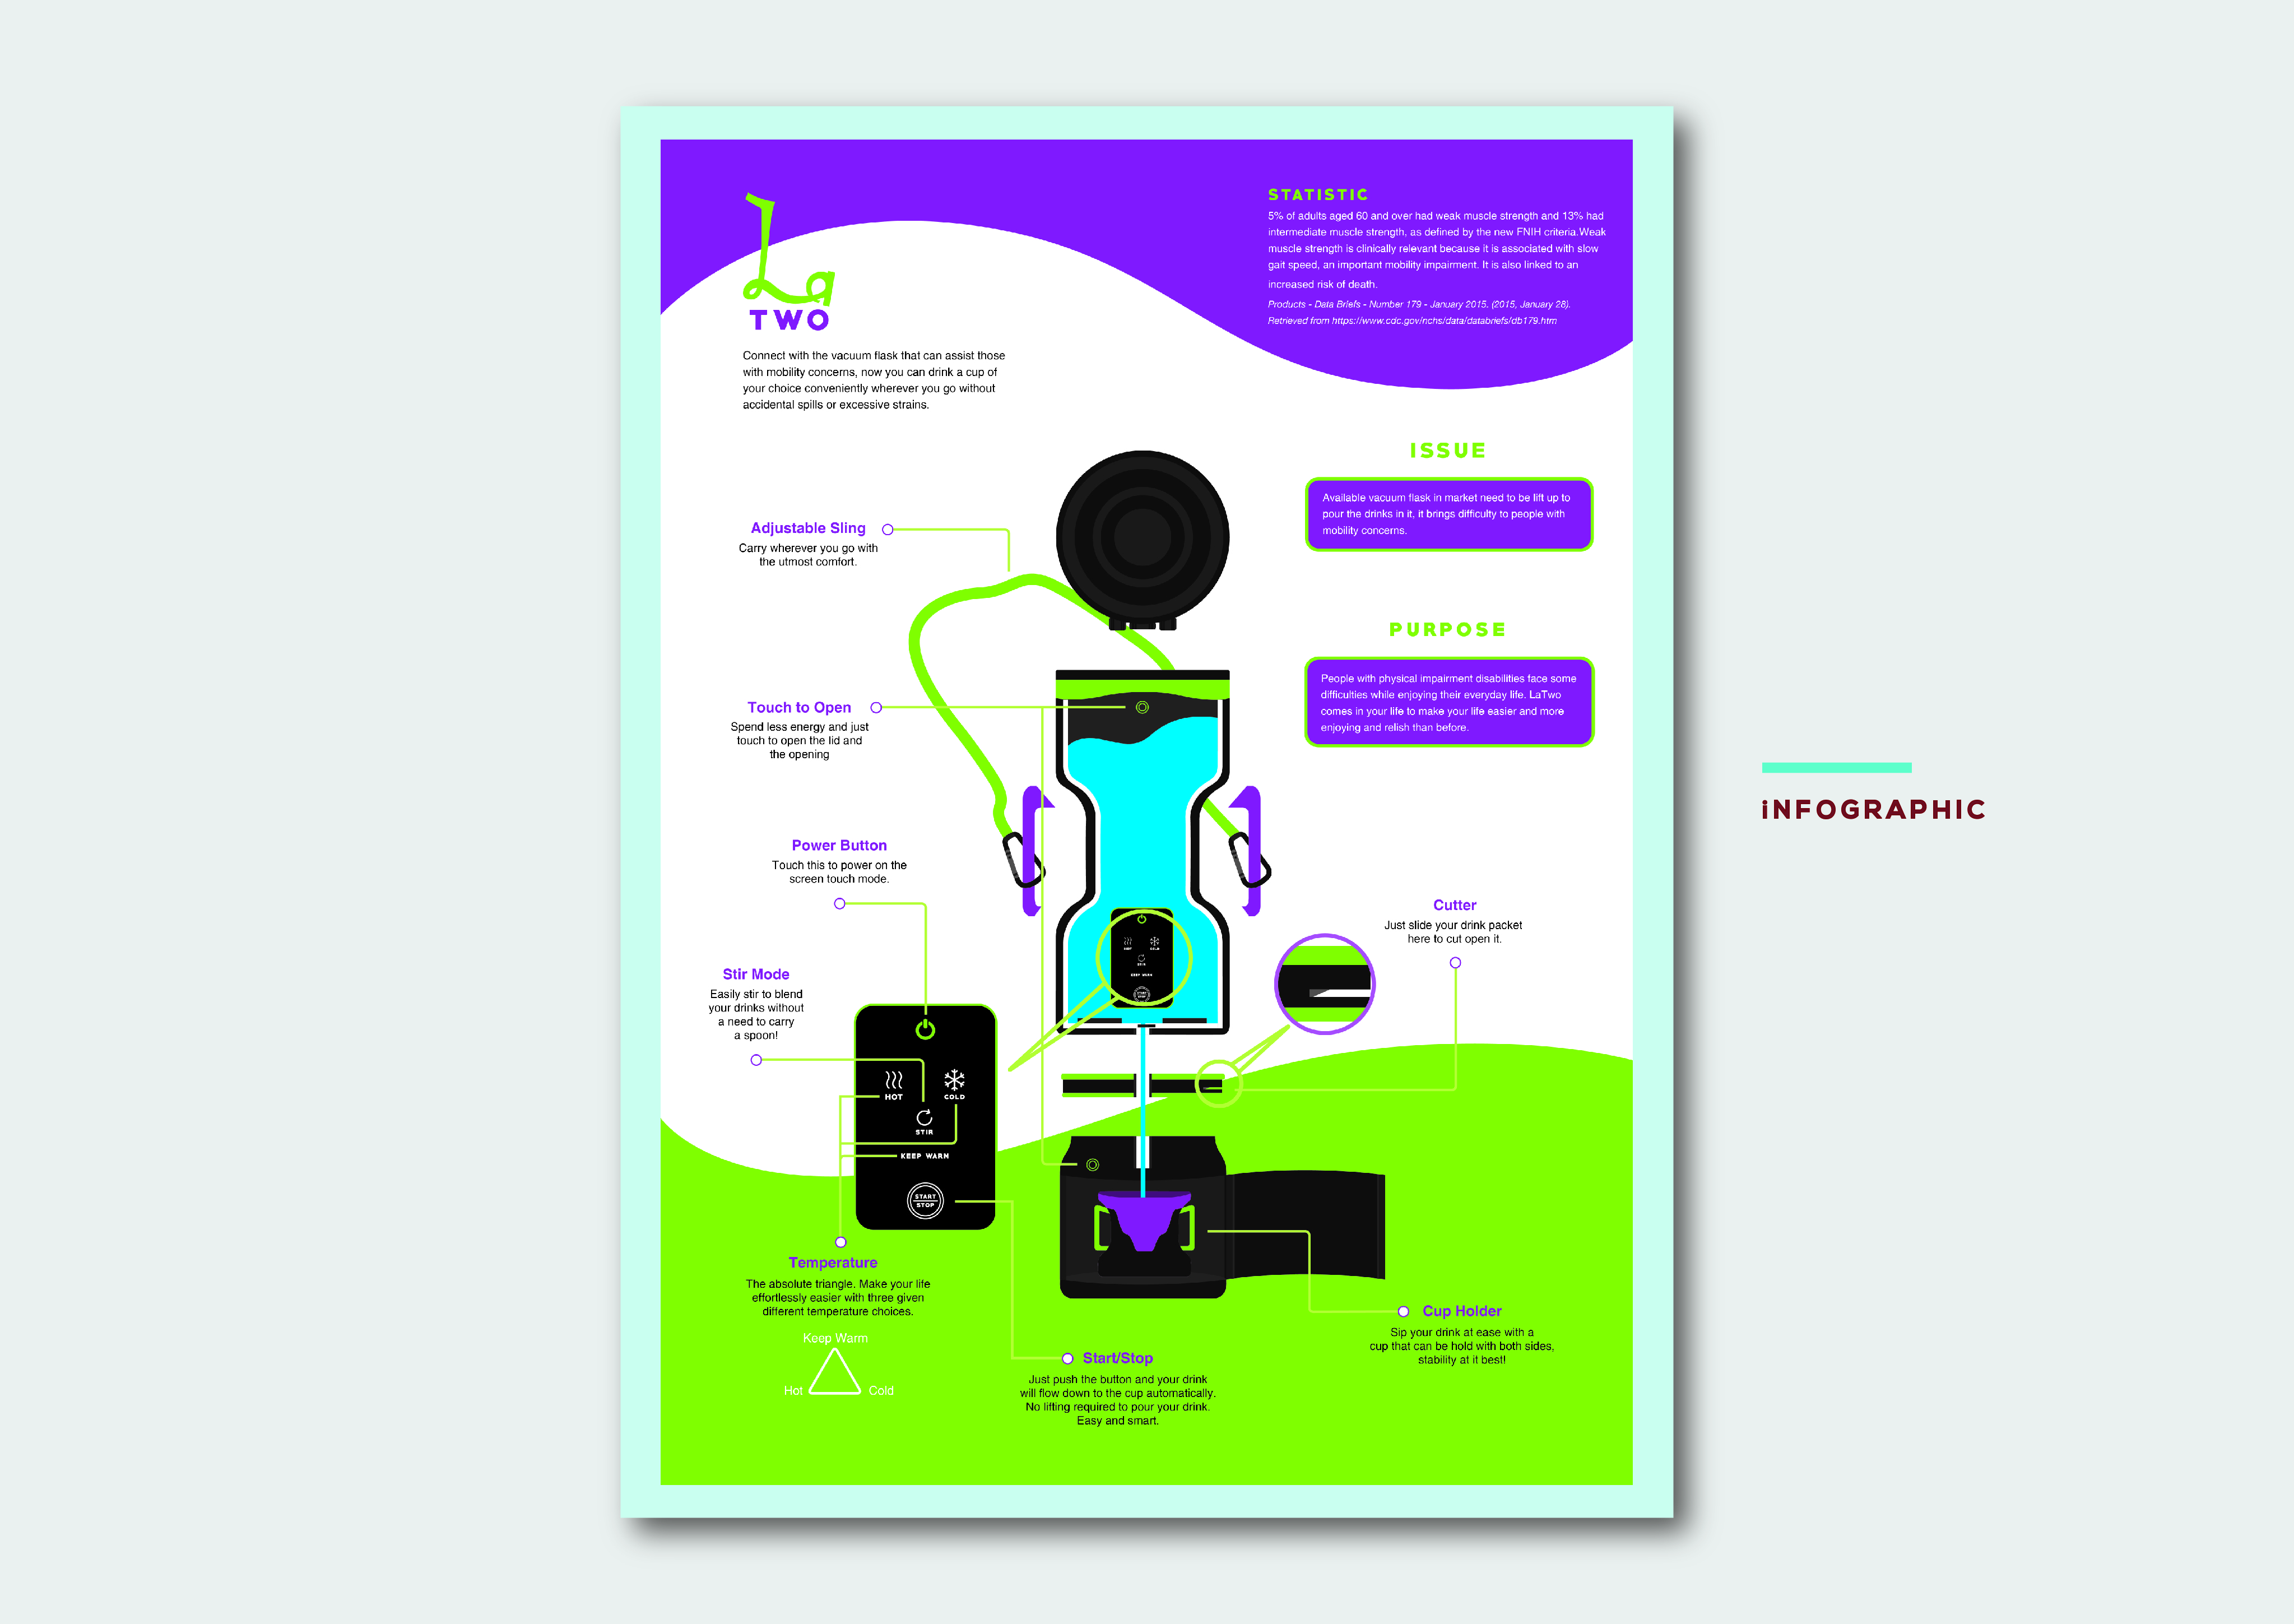 La
TWO
Connect with the vacuum flask that can assist those
with mobility concerns, now you can drink a cup of
your choice conveniently wherever you go without
accidental spills or excessive strains.
STATISTIC
5% of adults aged 60 and over had weak muscle strength and 13% had
intermediate muscle strength, as defined by the new FNIH criteria.Weak
muscle strength is clinically relevant because it is associated with slow
gait speed, an important mobility impairment. It is also linked to an
increased risk of death.
Products - Data Briefs - Number 179 - January 2015. (2015, January 28).
Retrieved from https://www.cdc.gov/nchs/data/databriefs/db179.htm
ISSUE
Available vacuum flask in market need to be lift up to
pour the drinks in it, it brings difficulty to people with
mobility concerns.
PURPOSE
People with physical impairment disabilities face some
difficulties while enjoying their everyday life. LaTwo
comes in your life to make your life easier and more
enjoying and relish than before.
Adjustable Sling
Carry wherever you go with
the utmost comfort.
Touch to Open
Spend less energy and just
touch to open the lid and
the opening
Power Button
Touch this to power on the
screen touch mode.
Stir Mode
Easily stir to blend
your drinks without
a need to carry
a spoon!
HOT COLD
STIR
KEEP WARM
START
STOP
HOT COLD
STIR
KEEP WARM
START
STOP
Cutter
Just slide your drink packet
here to cut open it.
Temperature
The absolute triangle. Make your life
effortlessly easier with three given
different temperature choices.
Keep Warm
Hot Cold
Start/Stop
Just push the button and your drink
will flow down to the cup automatically.
No lifting required to pour your drink.
Easy and smart.
Cup Holder
Sip your drink at ease with a
cup that can be hold with both sides,
stability at it best!
iNFOGRAPHIC